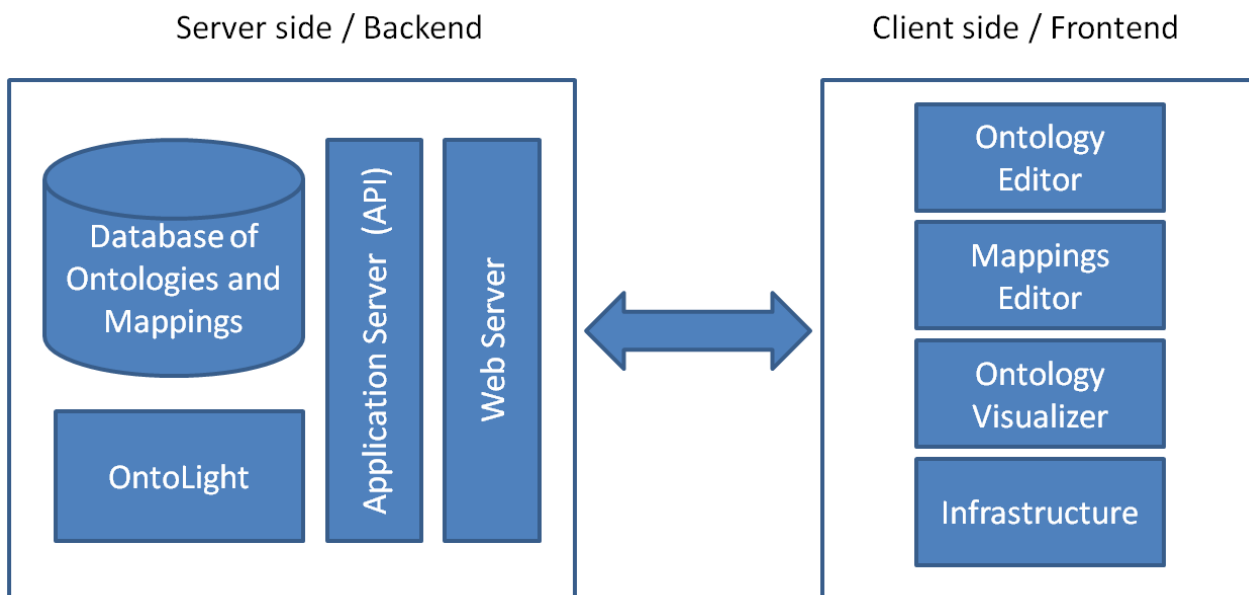 Server side / Backend
Client side / Frontend
Database of
Ontologies and
Mappings
OntoLight
Application Server (API)
Web Server
Ontology
Editor
Mappings
Editor
Ontology
Visualizer
Infrastructure